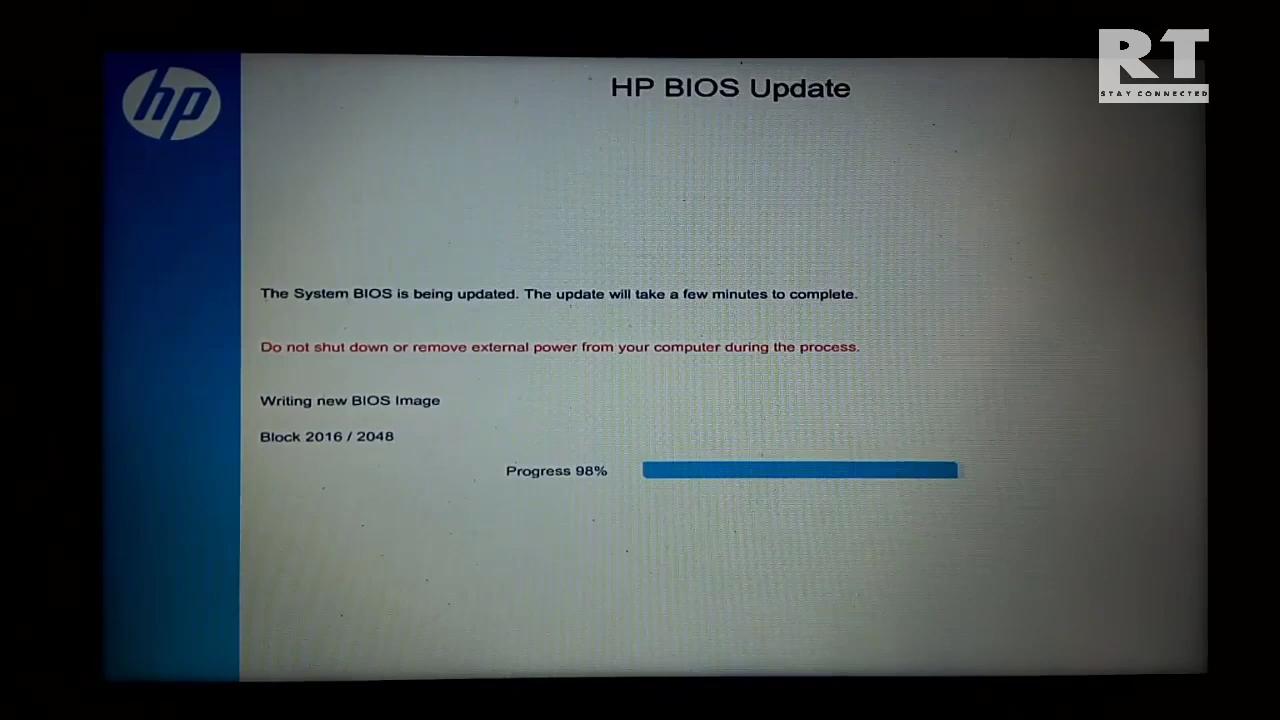 RT
STAY CONNECTED
hp
HP BIOS Update
The System BIOS is being updated. The update will take a few minutes to complete.
Do not shut down or remove external power from your computer during the process.
Writing new BIOS Image
Block 2016 / 2048
Progress 98%